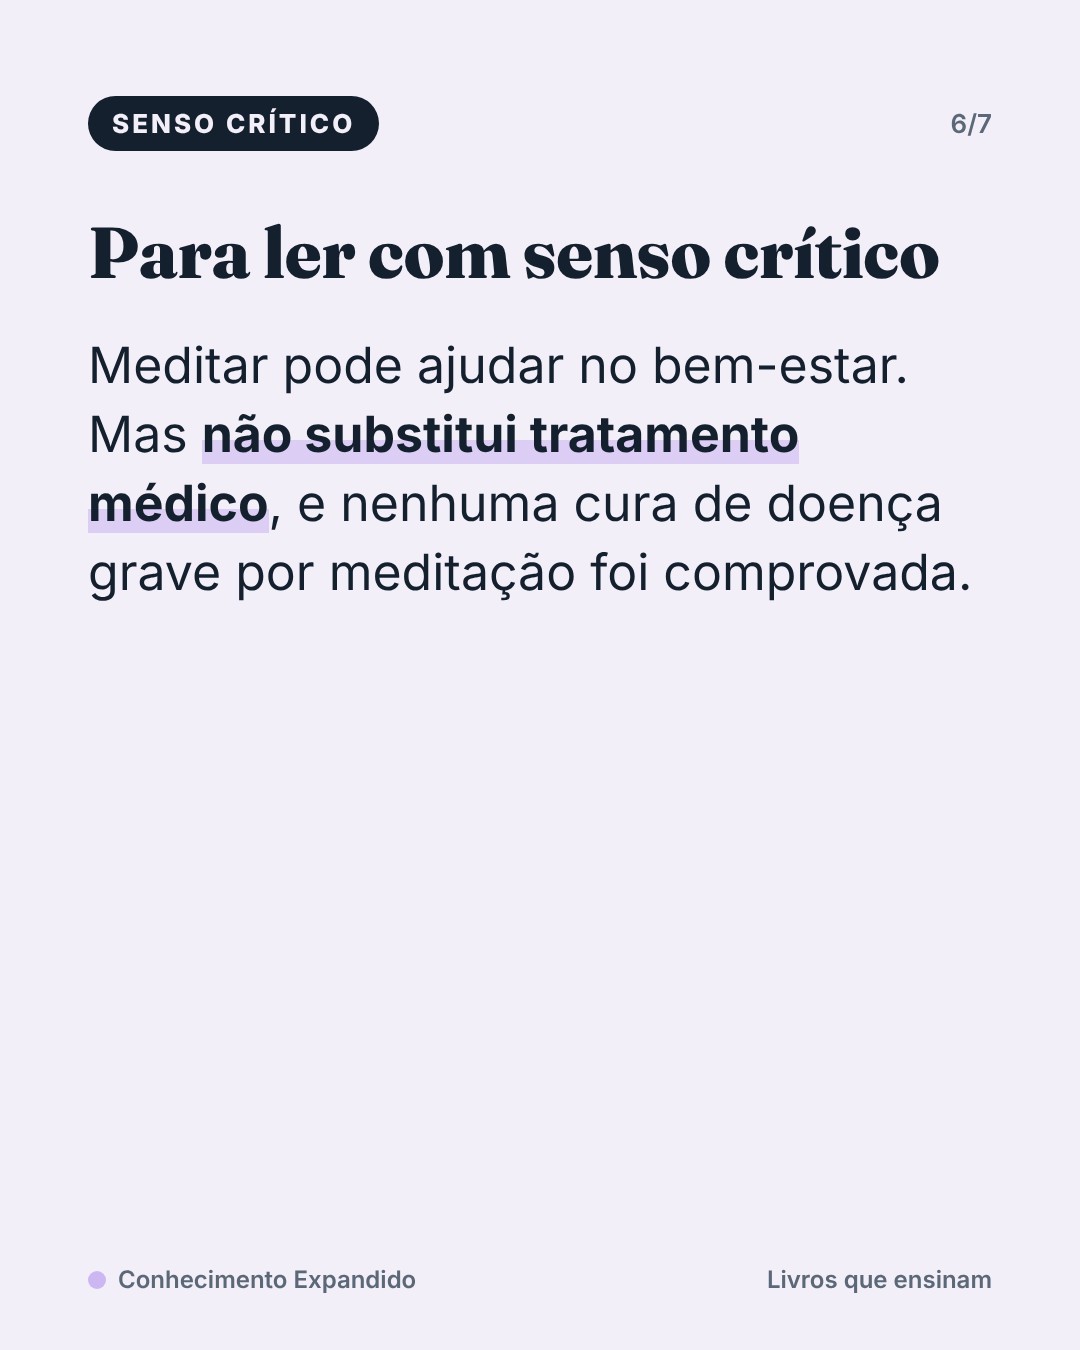 SENSO CRÍTICO
6/7
Para ler com senso crítico
Meditar pode ajudar no bem-estar.
Mas não substitui tratamento
médico, e nenhuma cura de doença
grave por meditação foi comprovada.
Conhecimento Expandido
Livros que ensinam